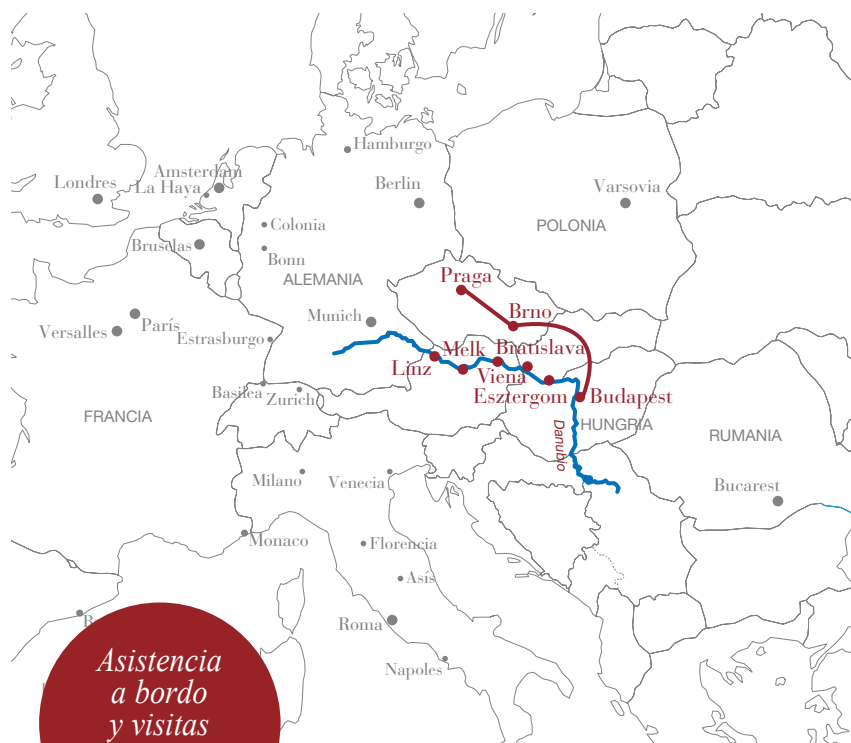 Hamburgo
Amsterdam
La Haya
Londres
Berlin
Varsovia
Colonia
POLONIA
Bruselas
Bonn
ALEMANIA
Praga
Brno
Munich
París
Versalles
Estrasburgo
Melk
Bratislava
Linz
Viena
Esztergom
Budapest
Basilea
Zurich
FRANCIA
HUNGRIA
RUMANIA
Danubio
Milano
Venecia
Bucarest
Monaco
Florencia
Asís
Roma
Napoles
Asistencia
a bordo
y visitas